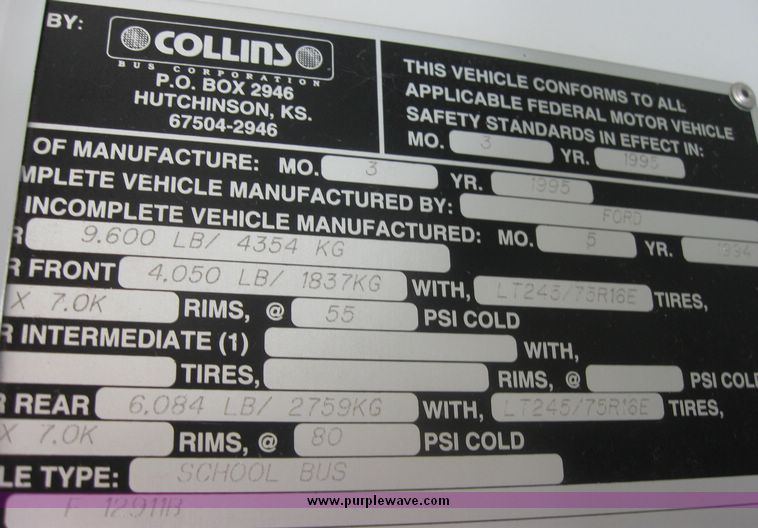 BY: COLLINS
BUS CORPORATION
P.O. BOX 2946
HUTCHINSON, KS.
67504-2946
THIS VEHICLE CONFORMS TO ALL
APPLICABLE FEDERAL MOTOR VEHICLE
SAFETY STANDARDS IN EFFECT IN:
MO. 3 YR. 1995
OF MANUFACTURE: MO. 3 YR. 1995
MPLETE VEHICLE MANUFACTURED BY: FORD
INCOMPLETE VEHICLE MANUFACTURED: MO. 5 YR. 1994
R 9.600 LB/ 4354 KG
R FRONT 4.050 LB/ 1837KG WITH, LT245/75R16E TIRES,
X 7.0K RIMS, @ 55 PSI COLD
R INTERMEDIATE (1) WITH,
TIRES, RIMS, @ PSI COL
R REAR 6.084 LB/ 2759KG WITH, LT245/75R16E TIRES,
X 7.0K RIMS, @ 80 PSI COLD
LE TYPE: SCHOOL BUS
F 12911B
www.purplewave.com